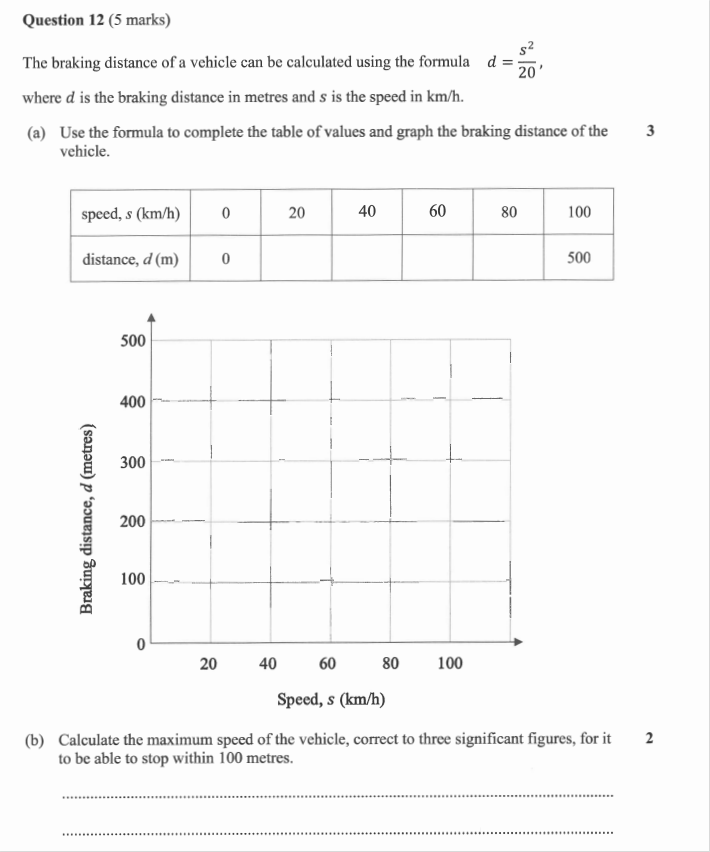 Question 12 (5 marks)
The braking distance of a vehicle can be calculated using the formula d = s²/20,
where d is the braking distance in metres and s is the speed in km/h.
(a) Use the formula to complete the table of values and graph the braking distance of the 3
vehicle.
speed, s (km/h) 0 20 40 60 80 100
distance, d (m) 0 500
500
400
300
200
100
0
Braking distance, d (metres)
20 40 60 80 100
Speed, s (km/h)
(b) Calculate the maximum speed of the vehicle, correct to three significant figures, for it 2
to be able to stop within 100 metres.